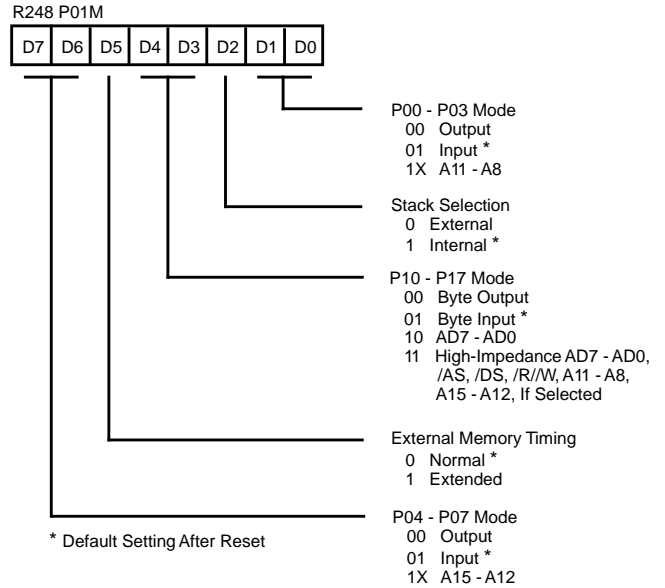 R248 P01M
D7 D6 D5 D4 D3 D2 D1 D0
P00 - P03 Mode
00 Output
01 Input *
1X A11 - A8
Stack Selection
0 External
1 Internal *
P10 - P17 Mode
00 Byte Output
01 Byte Input *
10 AD7 - AD0
11 High-Impedance AD7 - AD0,
/AS, /DS, /R//W, A11 - A8,
A15 - A12, If Selected
External Memory Timing
0 Normal *
1 Extended
P04 - P07 Mode
00 Output
01 Input *
1X A15 - A12
* Default Setting After Reset